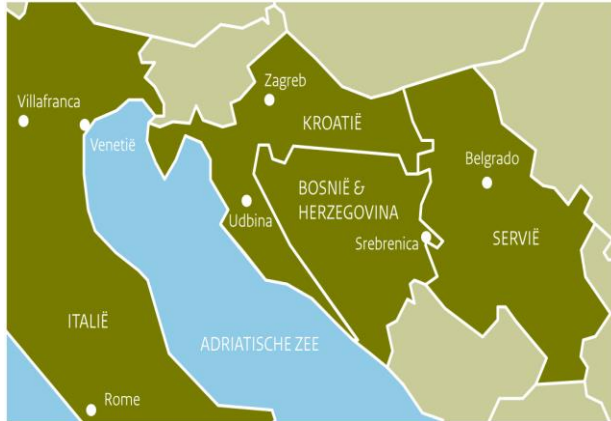 Zagreb
Villafranca
KROATIË
Venetië
Belgrado
BOSNIË &
HERZEGOVINA
Udbina
Srebrenica
SERVIË
ITALIË
ADRIATISCHE ZEE
Rome